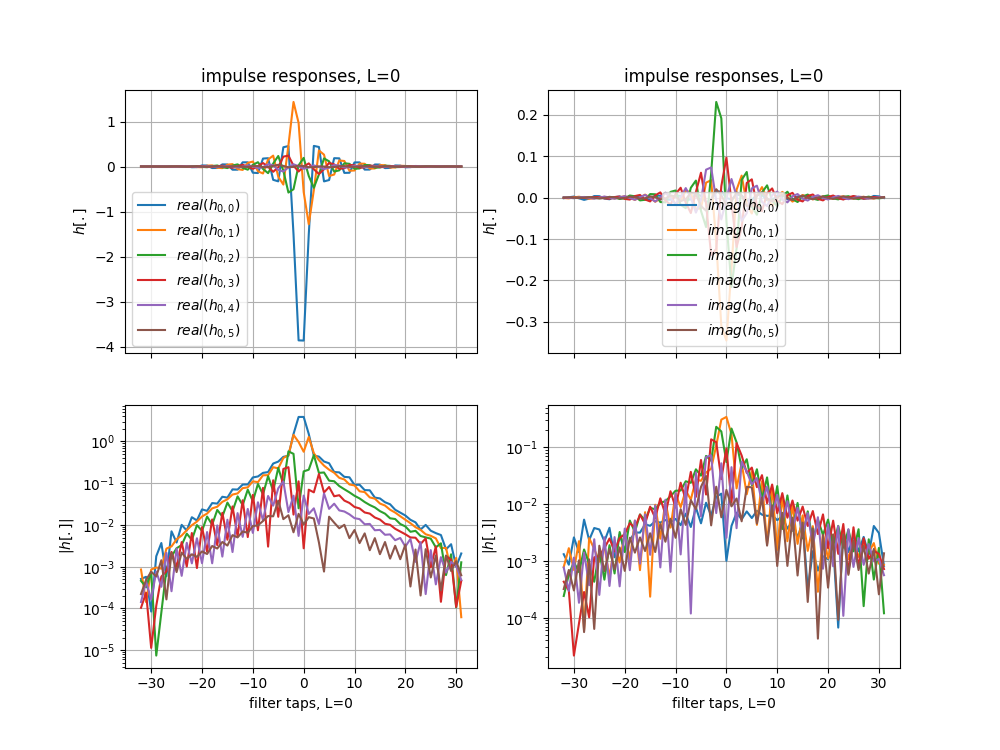 impulse responses, L=0
impulse responses, L=0
1
0
−1
−2
−3
−4
h[.]
real(h0,0)
real(h0,1)
real(h0,2)
real(h0,3)
real(h0,4)
real(h0,5)
0.2
0.1
0.0
−0.1
−0.2
−0.3
h[.]
imag(h0,0)
imag(h0,1)
imag(h0,2)
imag(h0,3)
imag(h0,4)
imag(h0,5)
10^0
10^−1
10^−2
10^−3
10^−4
10^−5
|h[.]|
−30 −20 −10 0 10 20 30
filter taps, L=0
10^−1
10^−2
10^−3
10^−4
|h[.]|
−30 −20 −10 0 10 20 30
filter taps, L=0